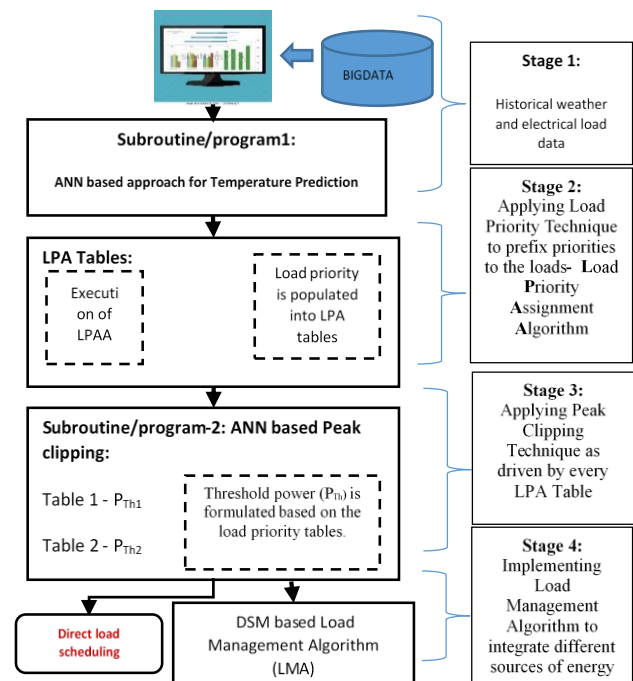 BIGDATA
Subroutine/program1:
ANN based approach for Temperature Prediction
LPA Tables:
Executi
on of
LPAA
Load priority
is populated
into LPA
tables
Subroutine/program-2: ANN based Peak
clipping:
Table 1 - PTh1
Table 2 - PTh2
Threshold power (PTh) is
formulated based on the
load priority tables.
Direct load
scheduling
DSM based Load
Management Algorithm
(LMA)
Stage 1:
Historical weather
and electrical load
data
Stage 2:
Applying Load
Priority Technique
to prefix priorities
to the loads- Load
Priority
Assignment
Algorithm
Stage 3:
Applying Peak
Clipping
Technique as
driven by every
LPA Table
Stage 4:
Implementing
Load
Management
Algorithm to
integrate different
sources of energy